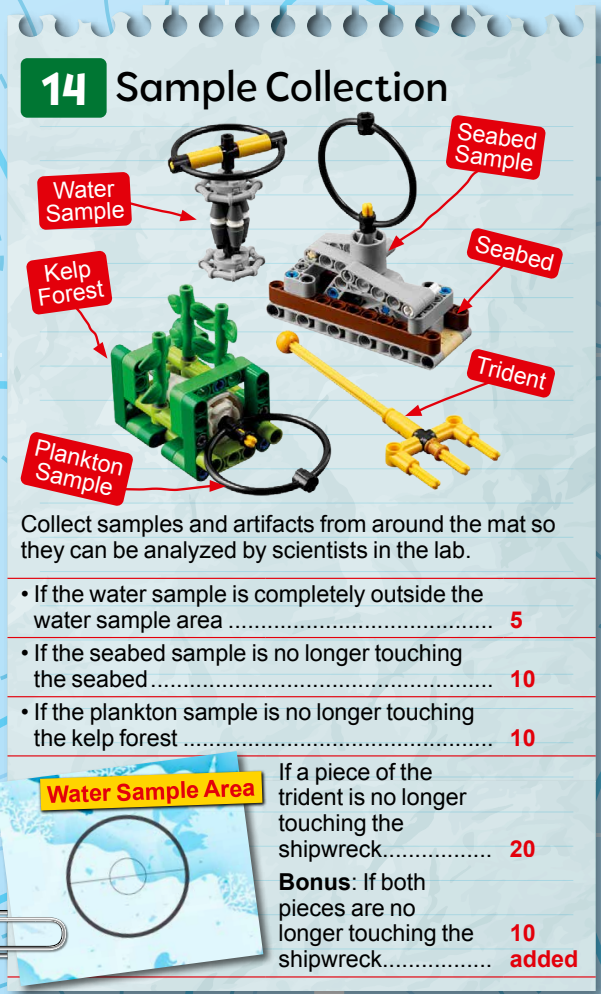 14 Sample Collection
Seabed
Sample
Water
Sample
Seabed
Kelp
Forest
Trident
Plankton
Sample
Collect samples and artifacts from around the mat so
they can be analyzed by scientists in the lab.
• If the water sample is completely outside the
water sample area ........................................ 5
• If the seabed sample is no longer touching
the seabed.................................................... 10
• If the plankton sample is no longer touching
the kelp forest ............................................... 10
Water Sample Area
If a piece of the
trident is no longer
touching the
shipwreck................. 20
Bonus: If both
pieces are no
longer touching the 10
shipwreck................. added